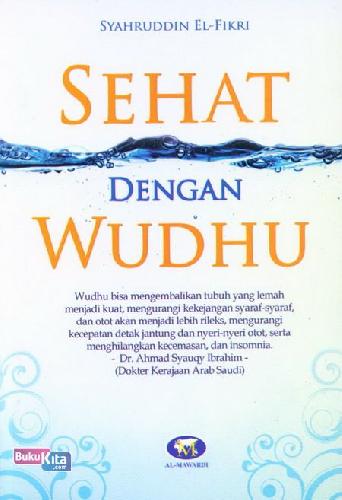 SYAHRUDDIN EL-FIKRI
SEHAT
DENGAN
WUDHU
Wudhu bisa mengembalikan tubuh yang lemah
menjadi kuat, mengurangi kekejangan syaraf-syaraf,
dan otot akan menjadi lebih rileks, mengurangi
kecepatan detak jantung dan nyeri-nyeri otot, serta
menghilangkan kecemasan, dan insomnia.
- Dr. Ahmad Syauqy Ibrahim -
(Dokter Kerajaan Arab Saudi)
BukuKita
.com
AL-MAWARDI